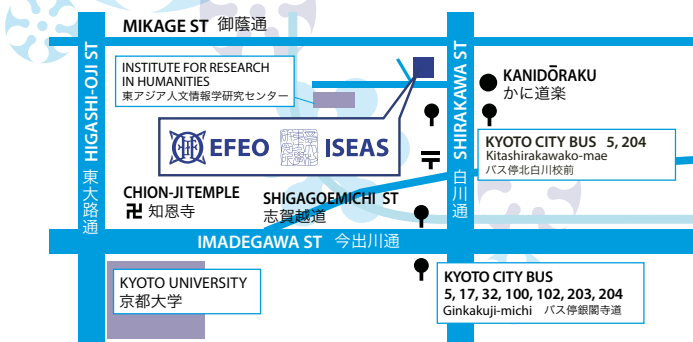 MIKAGE ST 御蔭通
HIGASHI-OJI ST 東大路通
INSTITUTE FOR RESEARCH
IN HUMANITIES
東アジア人文情報学研究センター
SHIRAKAWA ST 白川通
KANIDŌRAKU
かに道楽
EFEO ISEAS
KYOTO CITY BUS 5, 204
Kitashirakawako-mae
バス停北白川校前
CHION-JI TEMPLE
卍 知恩寺
SHIGAGOEMICHI ST
志賀越道
IMADEGAWA ST 今出川通
KYOTO UNIVERSITY
京都大学
KYOTO CITY BUS
5, 17, 32, 100, 102, 203, 204
Ginkakuji-michi バス停銀閣寺道